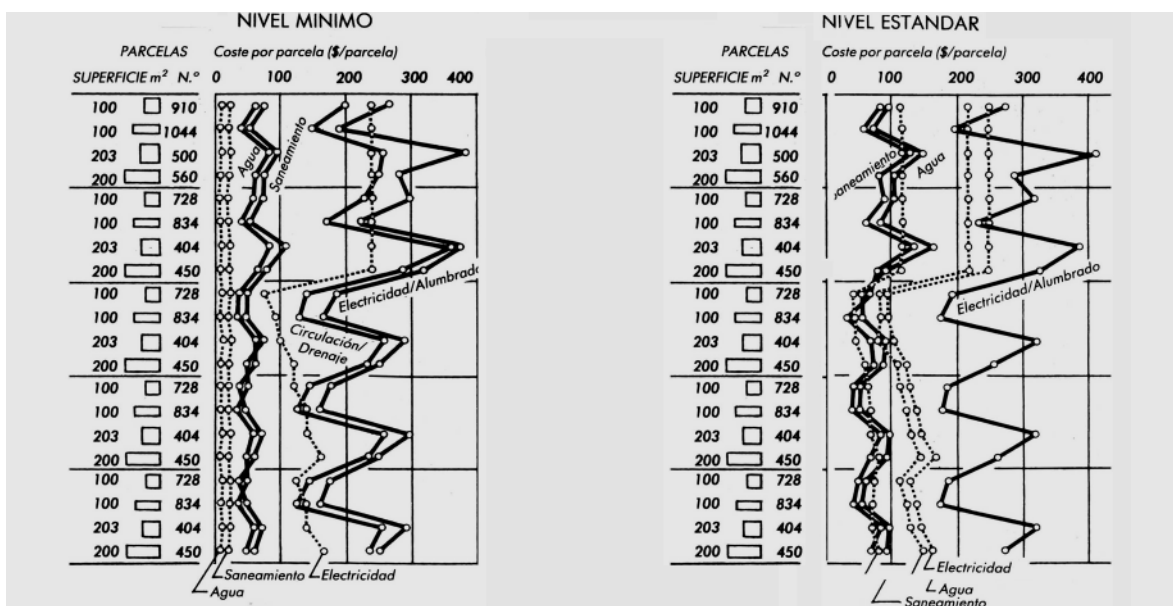 NIVEL MINIMO
PARCELAS Coste por parcela ($/parcela)
SUPERFICIE m² N.º 0 100 200 300 400
100 910
100 1044
203 500
200 560
100 728
100 834
203 404
200 450
100 728
100 834
203 404
200 450
100 728
100 834
203 404
200 450
100 728
100 834
203 404
200 450
Agua
Saneamiento
Electricidad/Alumbrado
Circulación/
Drenaje
Saneamiento
Electricidad
Agua
NIVEL ESTANDAR
PARCELAS Coste por parcela ($/parcela)
SUPERFICIE m² N.º 0 100 200 300 400
100 910
100 1044
203 500
200 560
100 728
100 834
203 404
200 450
100 728
100 834
203 404
200 450
100 728
100 834
203 404
200 450
100 728
100 834
203 404
200 450
Saneamiento
Agua
Electricidad
Agua
Saneamiento